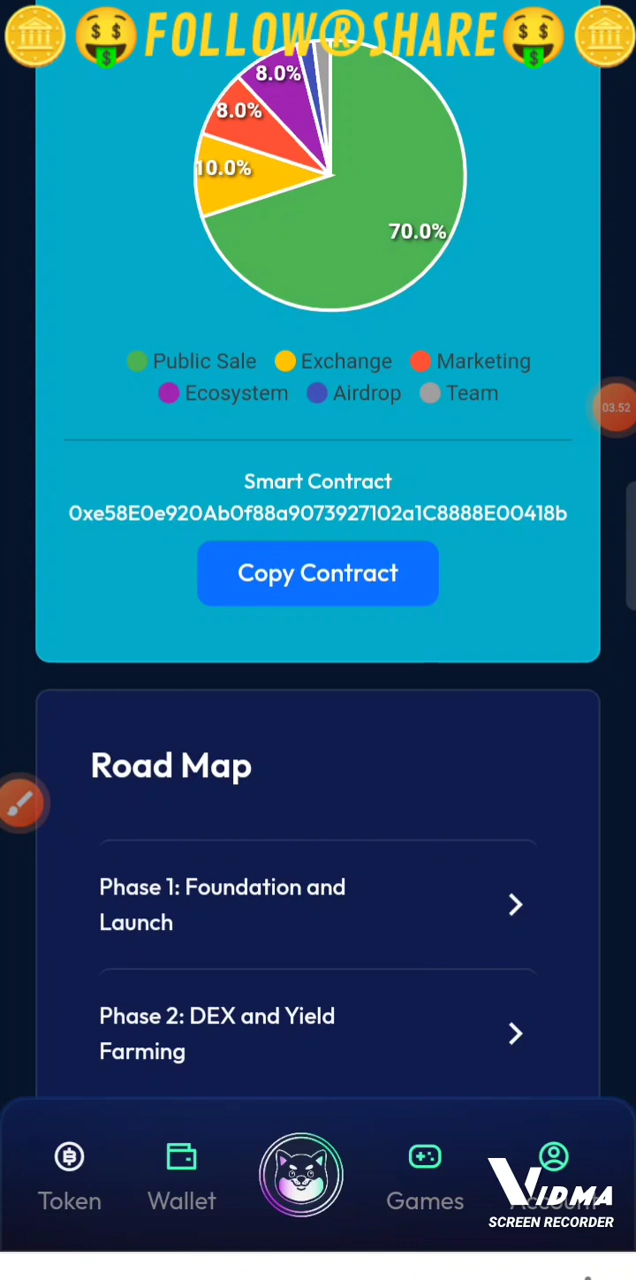 FOLLOW®SHARE
8.0%
8.0%
10.0%
70.0%
Public Sale Exchange Marketing
Ecosystem Airdrop Team
03.52
Smart Contract
0xe58E0e920Ab0f88a9073927102a1C8888E00418b
Copy Contract
Road Map
Phase 1: Foundation and
Launch
Phase 2: DEX and Yield
Farming
Token Wallet Games Account
VIDMA
SCREEN RECORDER